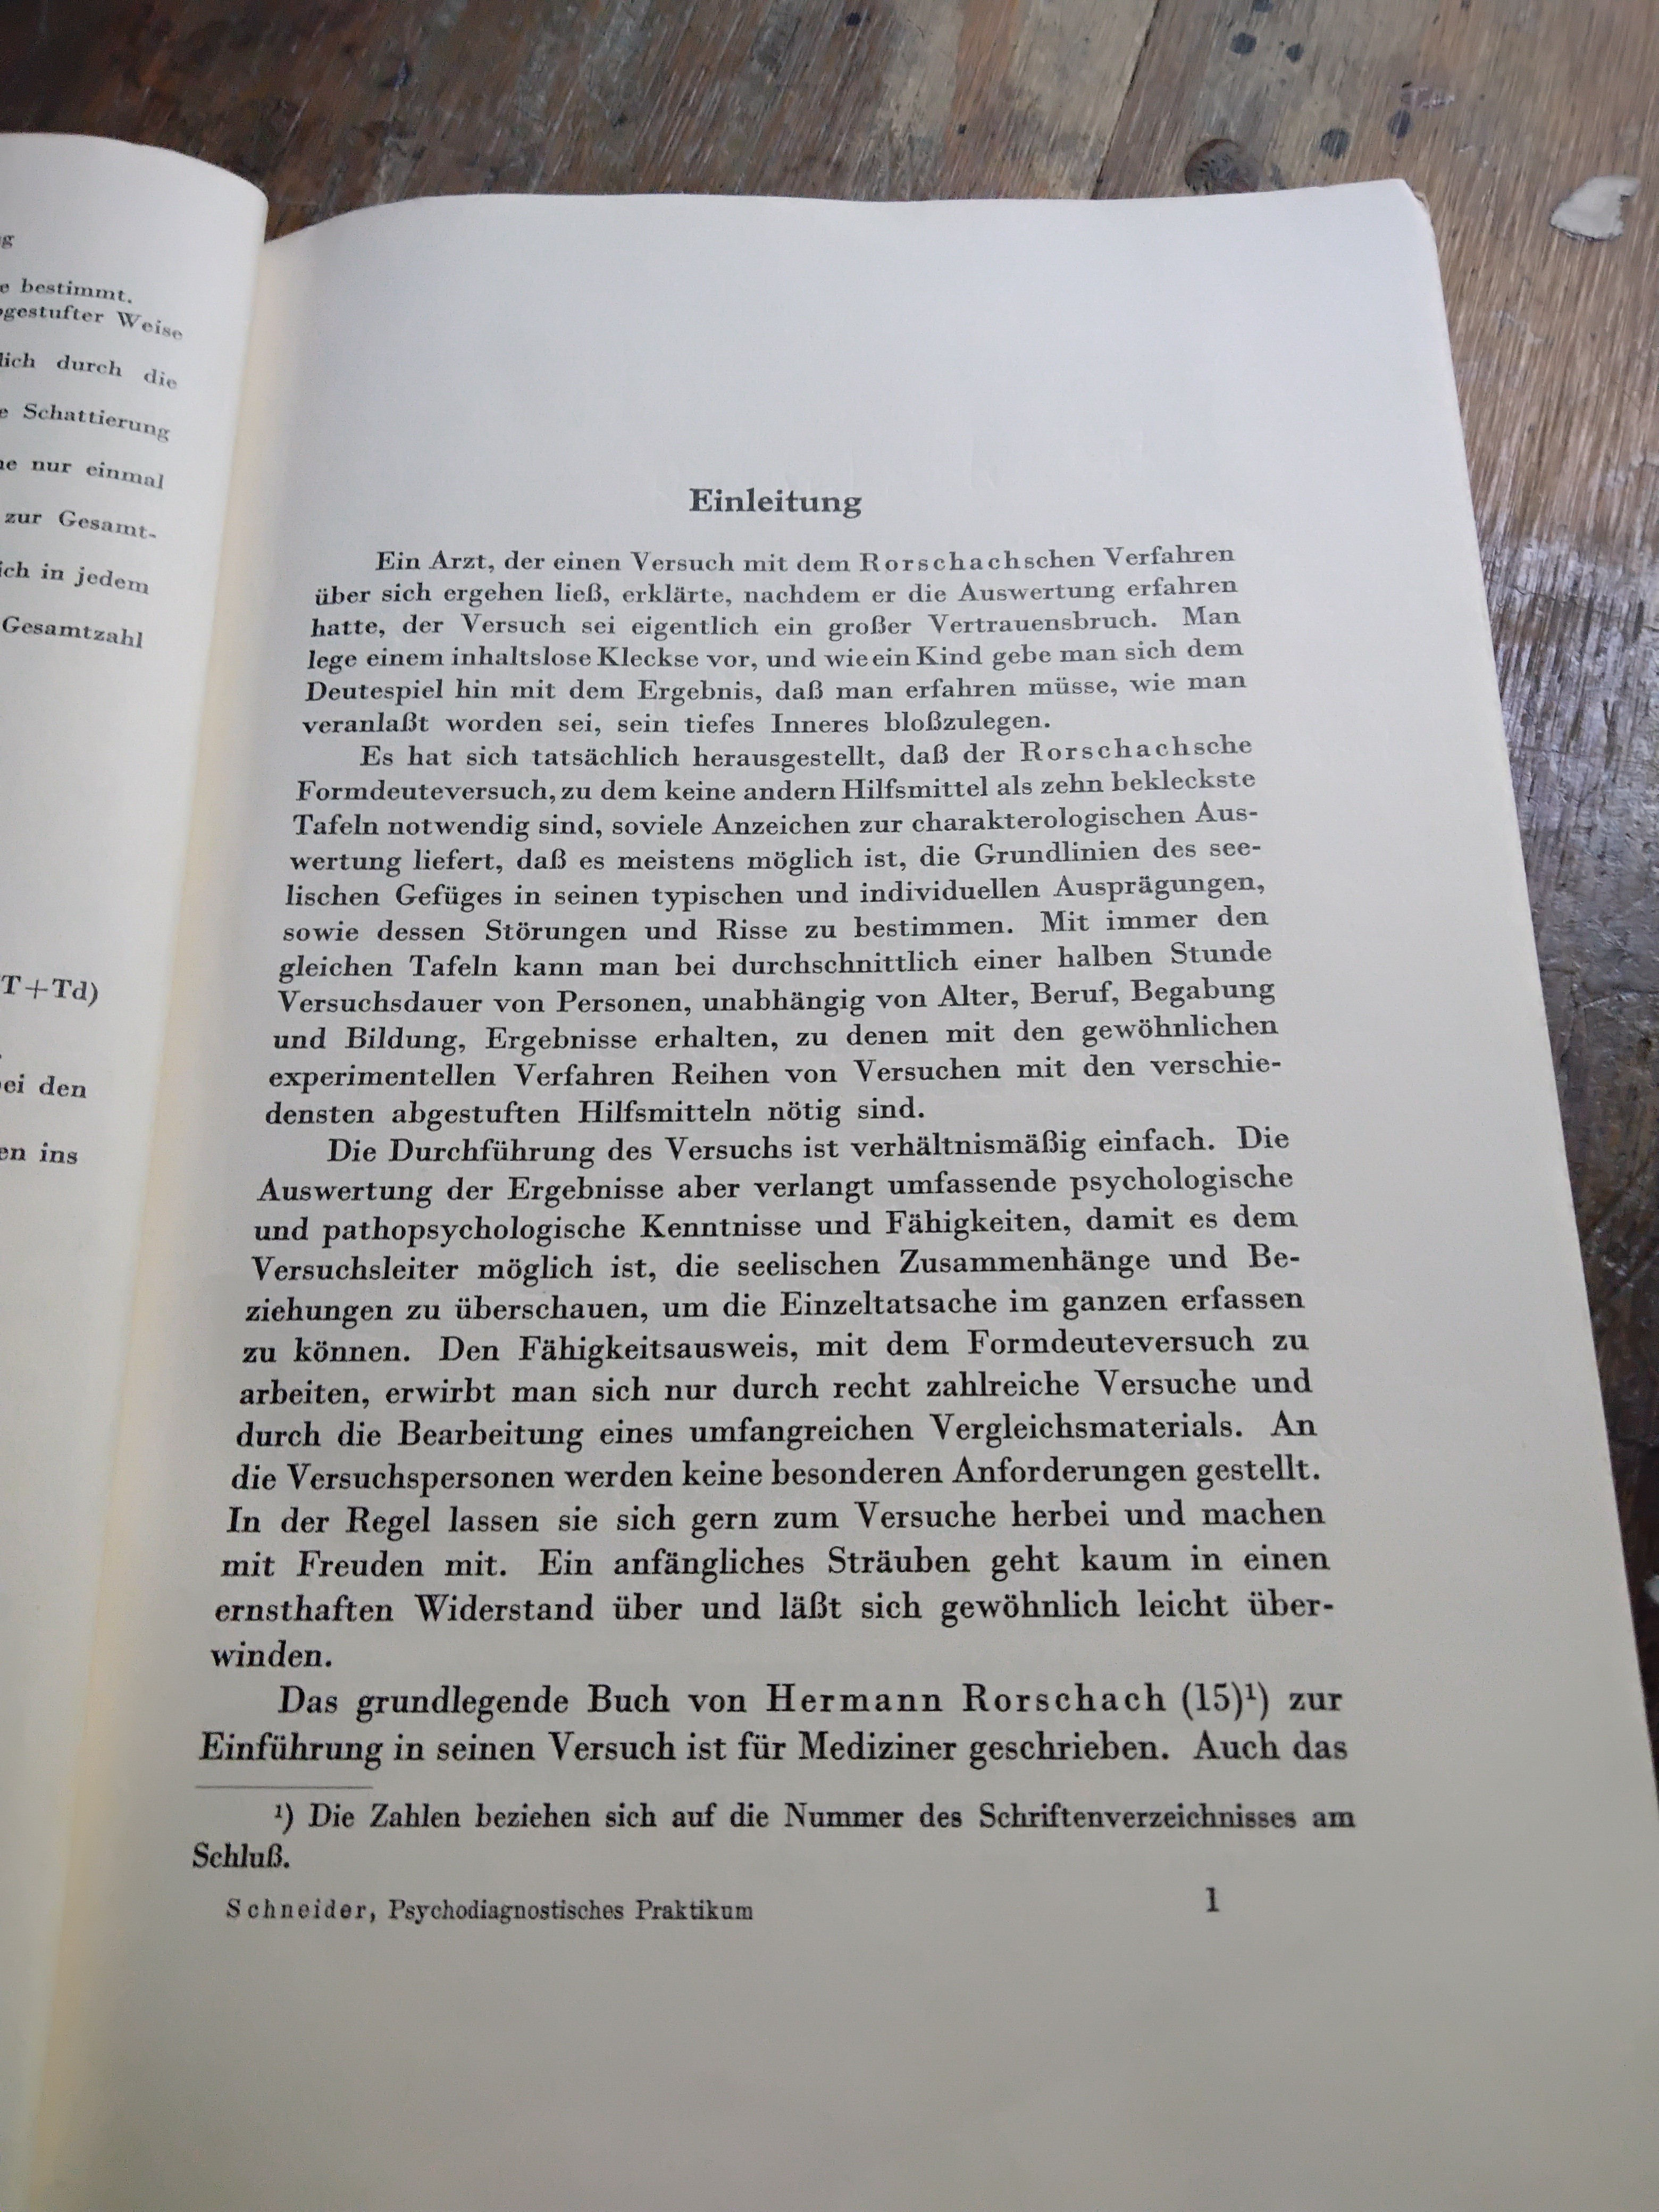 e bestimmt.
gestufter Weise
lich durch die
e Schattierung
ne nur einmal
zur Gesamt-
ich in jedem
Gesamtzahl
T+Td)
ei den
en ins
Einleitung
Ein Arzt, der einen Versuch mit dem Rorschachschen Verfahren
über sich ergehen ließ, erklärte, nachdem er die Auswertung erfahren
hatte, der Versuch sei eigentlich ein großer Vertrauensbruch. Man
lege einem inhaltslose Kleckse vor, und wie ein Kind gebe man sich dem
Deutespiel hin mit dem Ergebnis, daß man erfahren müsse, wie man
veranlaßt worden sei, sein tiefes Inneres bloßzulegen.
Es hat sich tatsächlich herausgestellt, daß der Rorschachsche
Formdeuteversuch, zu dem keine andern Hilfsmittel als zehn bekleckste
Tafeln notwendig sind, soviele Anzeichen zur charakterologischen Aus-
wertung liefert, daß es meistens möglich ist, die Grundlinien des see-
lischen Gefüges in seinen typischen und individuellen Ausprägungen,
sowie dessen Störungen und Risse zu bestimmen. Mit immer den
gleichen Tafeln kann man bei durchschnittlich einer halben Stunde
Versuchsdauer von Personen, unabhängig von Alter, Beruf, Begabung
und Bildung, Ergebnisse erhalten, zu denen mit den gewöhnlichen
experimentellen Verfahren Reihen von Versuchen mit den verschie-
densten abgestuften Hilfsmitteln nötig sind.
Die Durchführung des Versuchs ist verhältnismäßig einfach. Die
Auswertung der Ergebnisse aber verlangt umfassende psychologische
und pathopsychologische Kenntnisse und Fähigkeiten, damit es dem
Versuchsleiter möglich ist, die seelischen Zusammenhänge und Be-
ziehungen zu überschauen, um die Einzeltatsache im ganzen erfassen
zu können. Den Fähigkeitsausweis, mit dem Formdeuteversuch zu
arbeiten, erwirbt man sich nur durch recht zahlreiche Versuche und
durch die Bearbeitung eines umfangreichen Vergleichsmaterials. An
die Versuchspersonen werden keine besonderen Anforderungen gestellt.
In der Regel lassen sie sich gern zum Versuche herbei und machen
mit Freuden mit. Ein anfängliches Sträuben geht kaum in einen
ernsthaften Widerstand über und läßt sich gewöhnlich leicht über-
winden.
Das grundlegende Buch von Hermann Rorschach (15)¹) zur
Einführung in seinen Versuch ist für Mediziner geschrieben. Auch das
¹) Die Zahlen beziehen sich auf die Nummer des Schriftenverzeichnisses am
Schluß.
Schneider, Psychodiagnostisches Praktikum 1